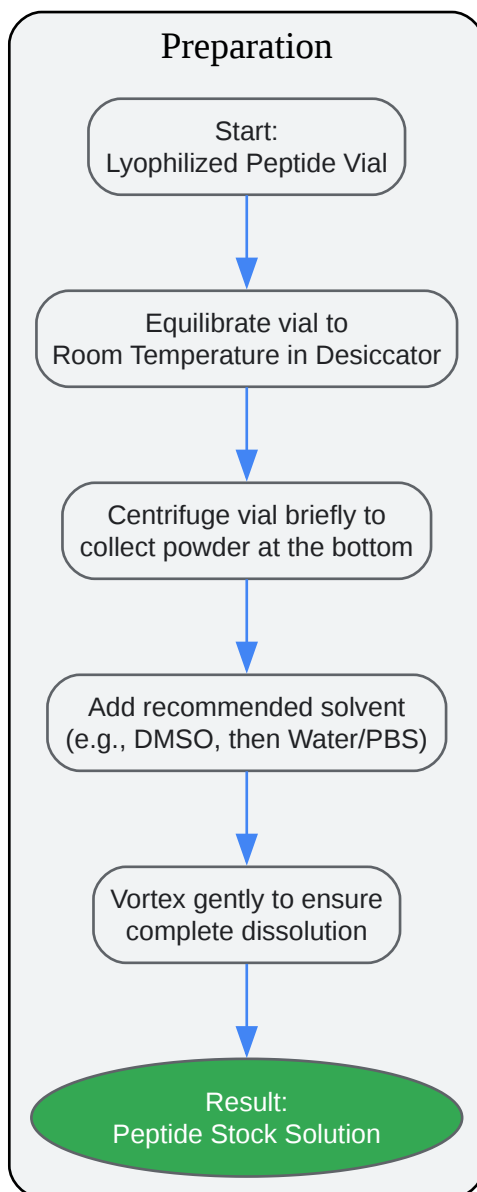 Preparation
Start:
Lyophilized Peptide Vial
Equilibrate vial to
Room Temperature in Desiccator
Centrifuge vial briefly to
collect powder at the bottom
Add recommended solvent
(e.g., DMSO, then Water/PBS)
Vortex gently to ensure
complete dissolution
Result:
Peptide Stock Solution